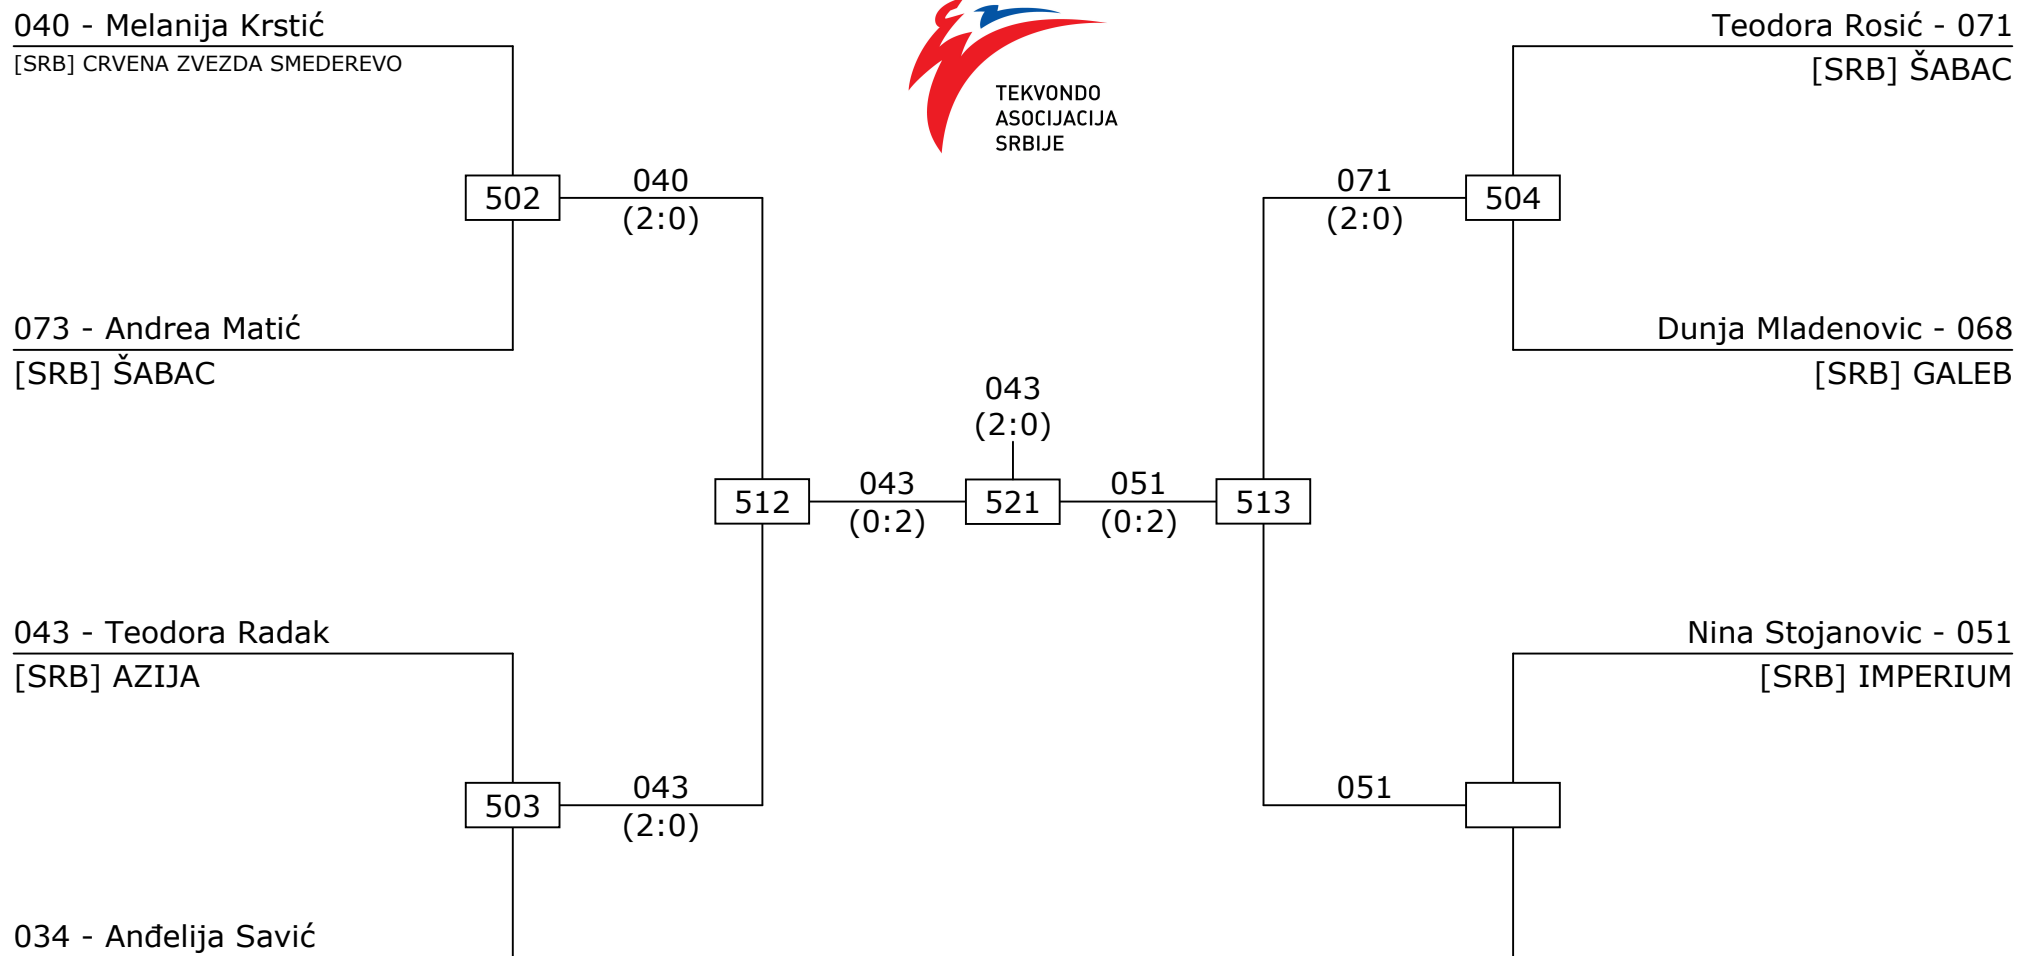 040 - Melanija Krstić
[SRB] CRVENA ZVEZDA SMEDEREVO
TEKVONDO
ASOCIJACIJA
SRBIJE
Teodora Rosić - 071
[SRB] ŠABAC
502
040
(2:0)
071
(2:0)
504
073 - Andrea Matić
[SRB] ŠABAC
Dunja Mladenovic - 068
[SRB] GALEB
043
(2:0)
512
043
(0:2)
521
051
(0:2)
513
043 - Teodora Radak
[SRB] AZIJA
Nina Stojanovic - 051
[SRB] IMPERIUM
503
043
(2:0)
051
034 - Anđelija Savić